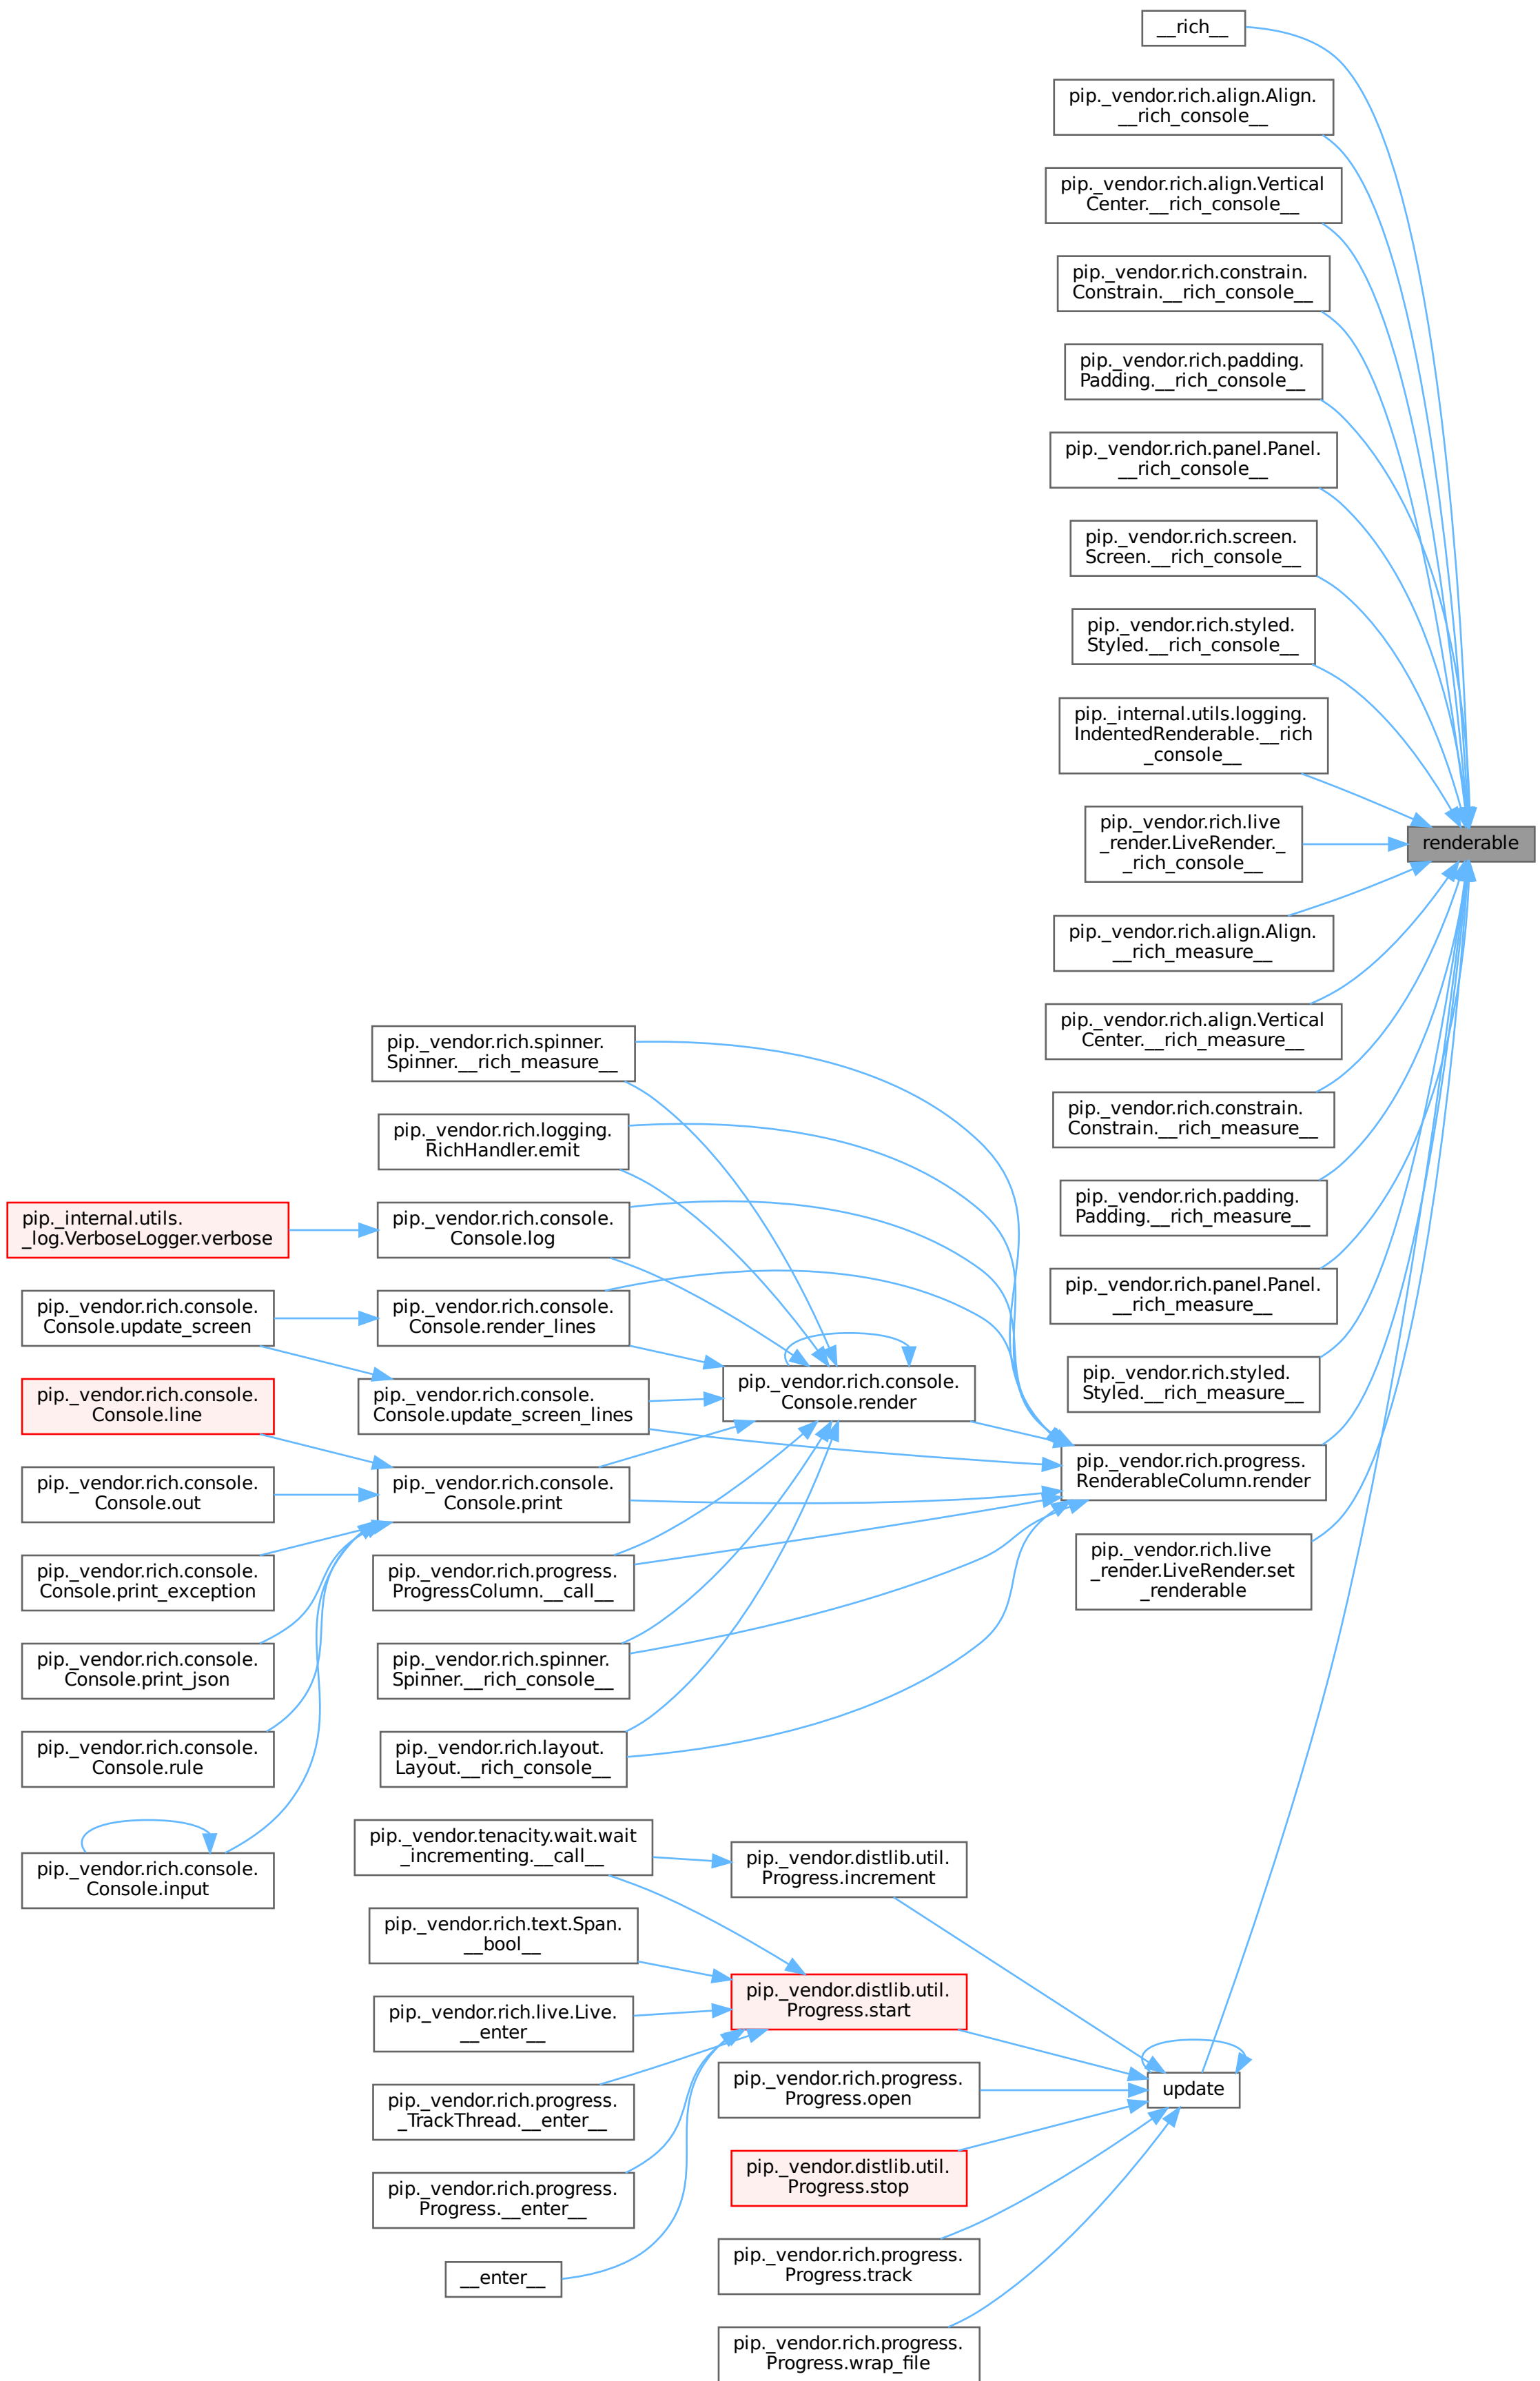 __rich__
pip._vendor.rich.align.Align.
__rich_console__
pip._vendor.rich.align.Vertical
Center.__rich_console__
pip._vendor.rich.constrain.
Constrain.__rich_console__
pip._vendor.rich.padding.
Padding.__rich_console__
pip._vendor.rich.panel.Panel.
__rich_console__
pip._vendor.rich.screen.
Screen.__rich_console__
pip._vendor.rich.styled.
Styled.__rich_console__
pip._internal.utils.logging.
IndentedRenderable.__rich
_console__
pip._vendor.rich.live
_render.LiveRender._
_rich_console__
renderable
pip._vendor.rich.align.Align.
__rich_measure__
pip._vendor.rich.align.Vertical
Center.__rich_measure__
pip._vendor.rich.constrain.
Constrain.__rich_measure__
pip._vendor.rich.padding.
Padding.__rich_measure__
pip._vendor.rich.panel.Panel.
__rich_measure__
pip._vendor.rich.styled.
Styled.__rich_measure__
pip._vendor.rich.progress.
RenderableColumn.render
pip._vendor.rich.live
_render.LiveRender.set
_renderable
update
pip._vendor.rich.console.
Console.render
pip._vendor.rich.spinner.
Spinner.__rich_measure__
pip._vendor.rich.logging.
RichHandler.emit
pip._vendor.rich.console.
Console.log
pip._internal.utils.
_log.VerboseLogger.verbose
pip._vendor.rich.console.
Console.render_lines
pip._vendor.rich.console.
Console.update_screen
pip._vendor.rich.console.
Console.update_screen_lines
pip._vendor.rich.console.
Console.line
pip._vendor.rich.console.
Console.print
pip._vendor.rich.console.
Console.out
pip._vendor.rich.console.
Console.print_exception
pip._vendor.rich.progress.
ProgressColumn.__call__
pip._vendor.rich.console.
Console.print_json
pip._vendor.rich.spinner.
Spinner.__rich_console__
pip._vendor.rich.console.
Console.rule
pip._vendor.rich.layout.
Layout.__rich_console__
pip._vendor.rich.console.
Console.input
pip._vendor.tenacity.wait.wait
_incrementing.__call__
pip._vendor.distlib.util.
Progress.increment
pip._vendor.rich.text.Span.
__bool__
pip._vendor.distlib.util.
Progress.start
pip._vendor.rich.live.Live.
__enter__
pip._vendor.rich.progress.
Progress.open
pip._vendor.rich.progress.
_TrackThread.__enter__
pip._vendor.distlib.util.
Progress.stop
pip._vendor.rich.progress.
Progress.__enter__
pip._vendor.rich.progress.
Progress.track
__enter__
pip._vendor.rich.progress.
Progress.wrap_file